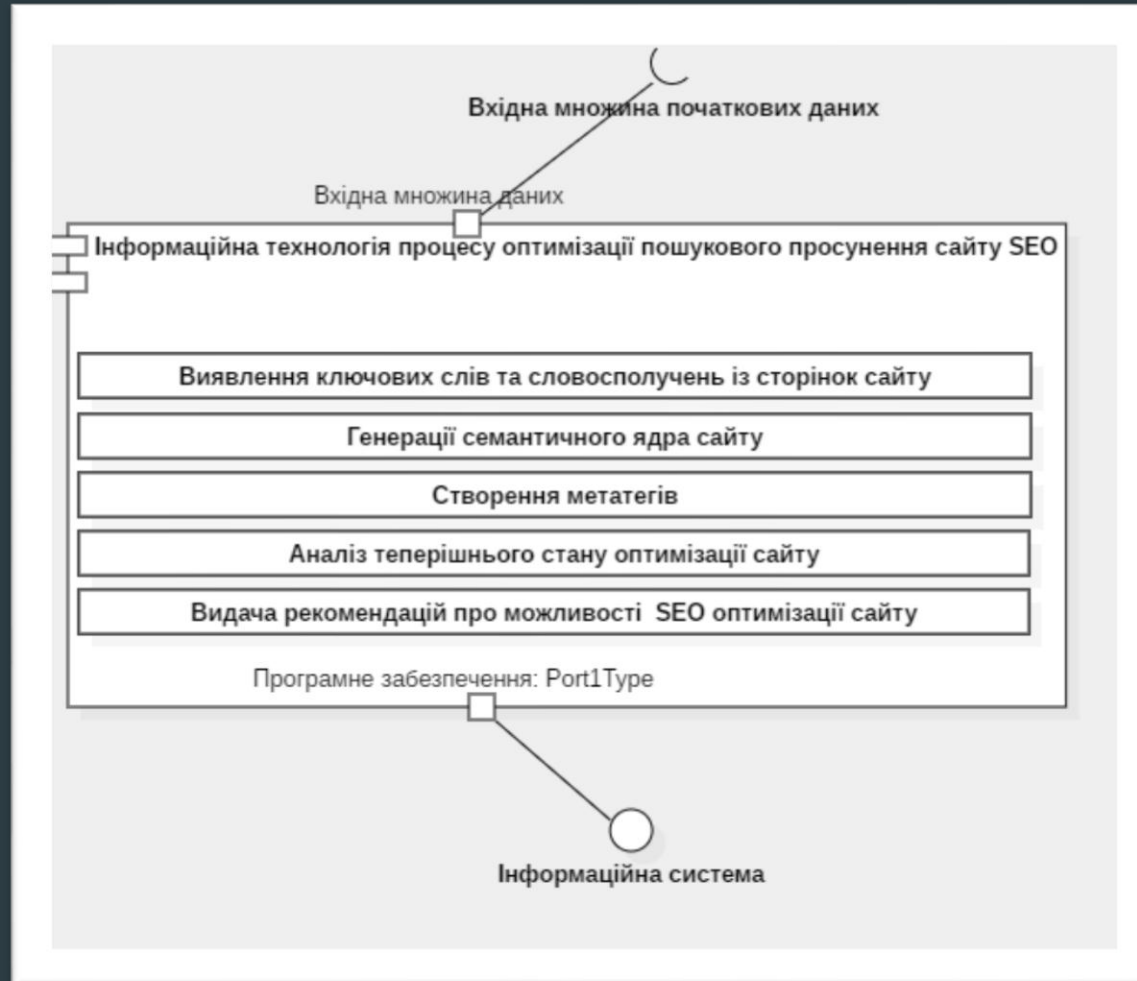 Вхідна множина початкових даних
Вхідна множина даних
Інформаційна технологія процесу оптимізації пошукового просунення сайту SEO
Виявлення ключових слів та словосполучень із сторінок сайту
Генерації семантичного ядра сайту
Створення метатегів
Аналіз теперішнього стану оптимізації сайту
Видача рекомендацій про можливості  SEO оптимізації сайту
Програмне забезпечення: Port1Type
Інформаційна система